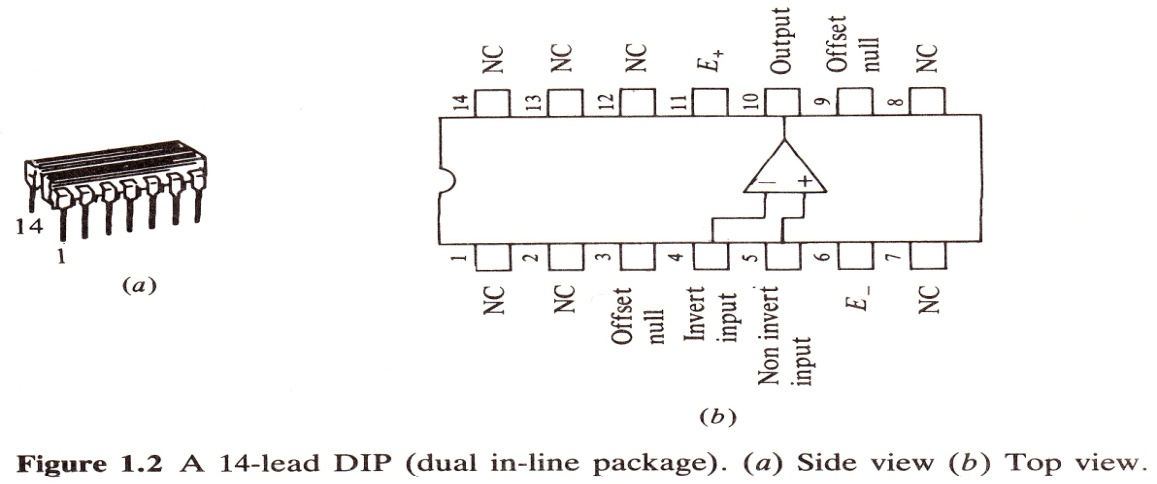 14
1
(a)
NC
NC
NC
E+
Output
Offset
null
NC
14
13
12
11
10
9
8
− +
1
2
3
4
5
6
7
NC
NC
Offset
null
Invert
input
Non invert
input
E−
NC
(b)
Figure 1.2 A 14-lead DIP (dual in-line package). (a) Side view (b) Top view.